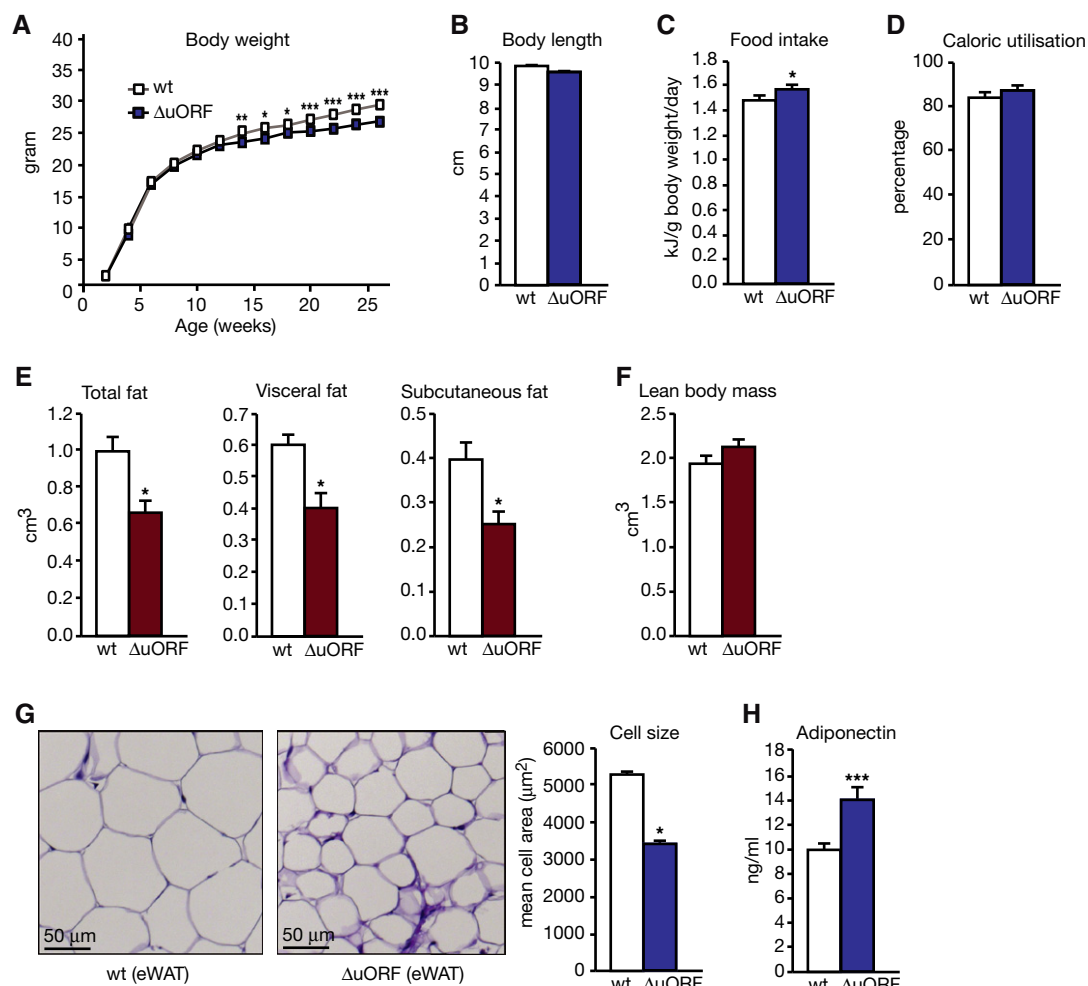 A
Body weight
gram
40
35
30
25
20
15
10
5
0
wt
ΔuORF
** * * *** *** *** ***
0 5 10 15 20 25
Age (weeks)
B
Body length
cm
10
9
8
7
6
5
4
3
2
1
0
wt ΔuORF
C
Food intake
kJ/g body weight/day
1.8
1.6
1.4
1.2
1.0
0.8
0.6
0.4
0.2
0.0
*
wt ΔuORF
D
Caloric utilisation
percentage
100
80
60
40
20
0
wt ΔuORF
E
Total fat
cm3
1.2
1.0
0.8
0.6
0.4
0.2
0.0
*
wt ΔuORF
Visceral fat
0.7
0.6
0.5
0.4
0.3
0.2
0.1
0.0
*
wt ΔuORF
Subcutaneous fat
0.5
0.4
0.3
0.2
0.1
0.0
*
wt ΔuORF
F
Lean body mass
cm3
2.5
2.0
1.5
1.0
0.5
0.0
wt ΔuORF
G
50 µm
wt (eWAT)
50 µm
ΔuORF (eWAT)
Cell size
mean cell area (µm2)
6000
5000
4000
3000
2000
1000
0
*
wt ΔuORF
H
Adiponectin
ng/ml
16
14
12
10
8
6
4
2
0
***
wt ΔuORF